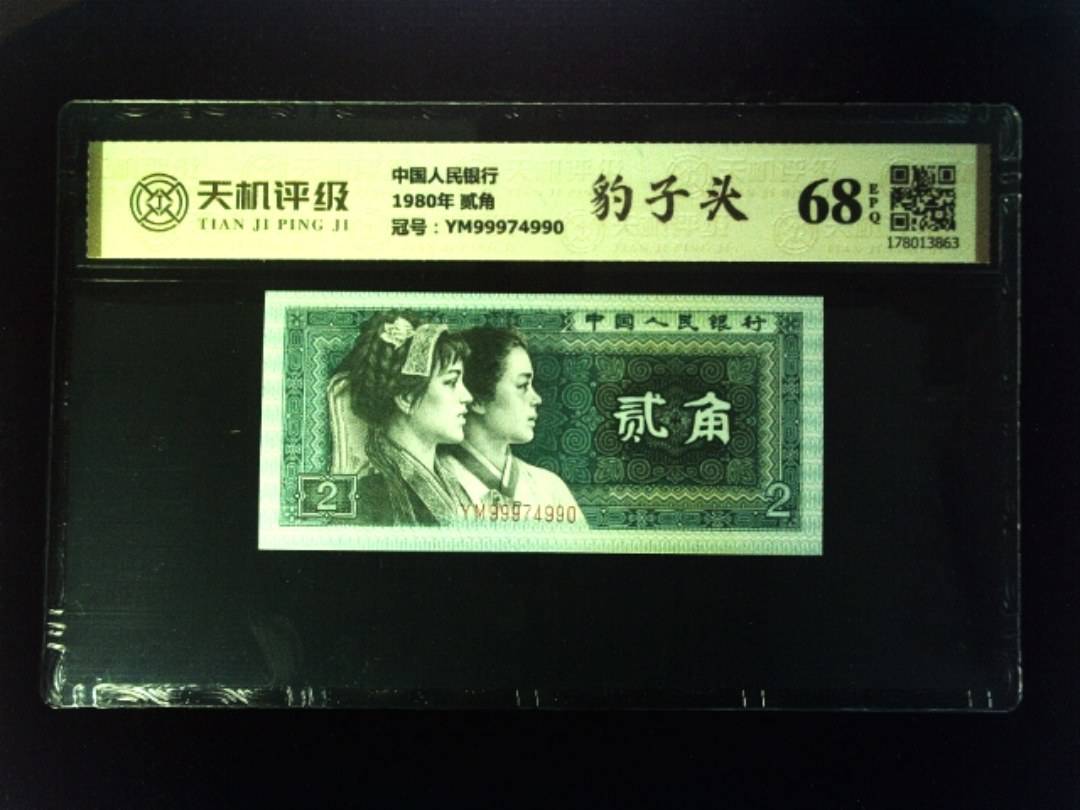 天机评级
TIAN JI PING JI
中国人民银行
1980年 贰角
冠号：YM99974990
豹子头
68
EPQ
178013863
中国人民银行
贰角
2
YM99974990
2